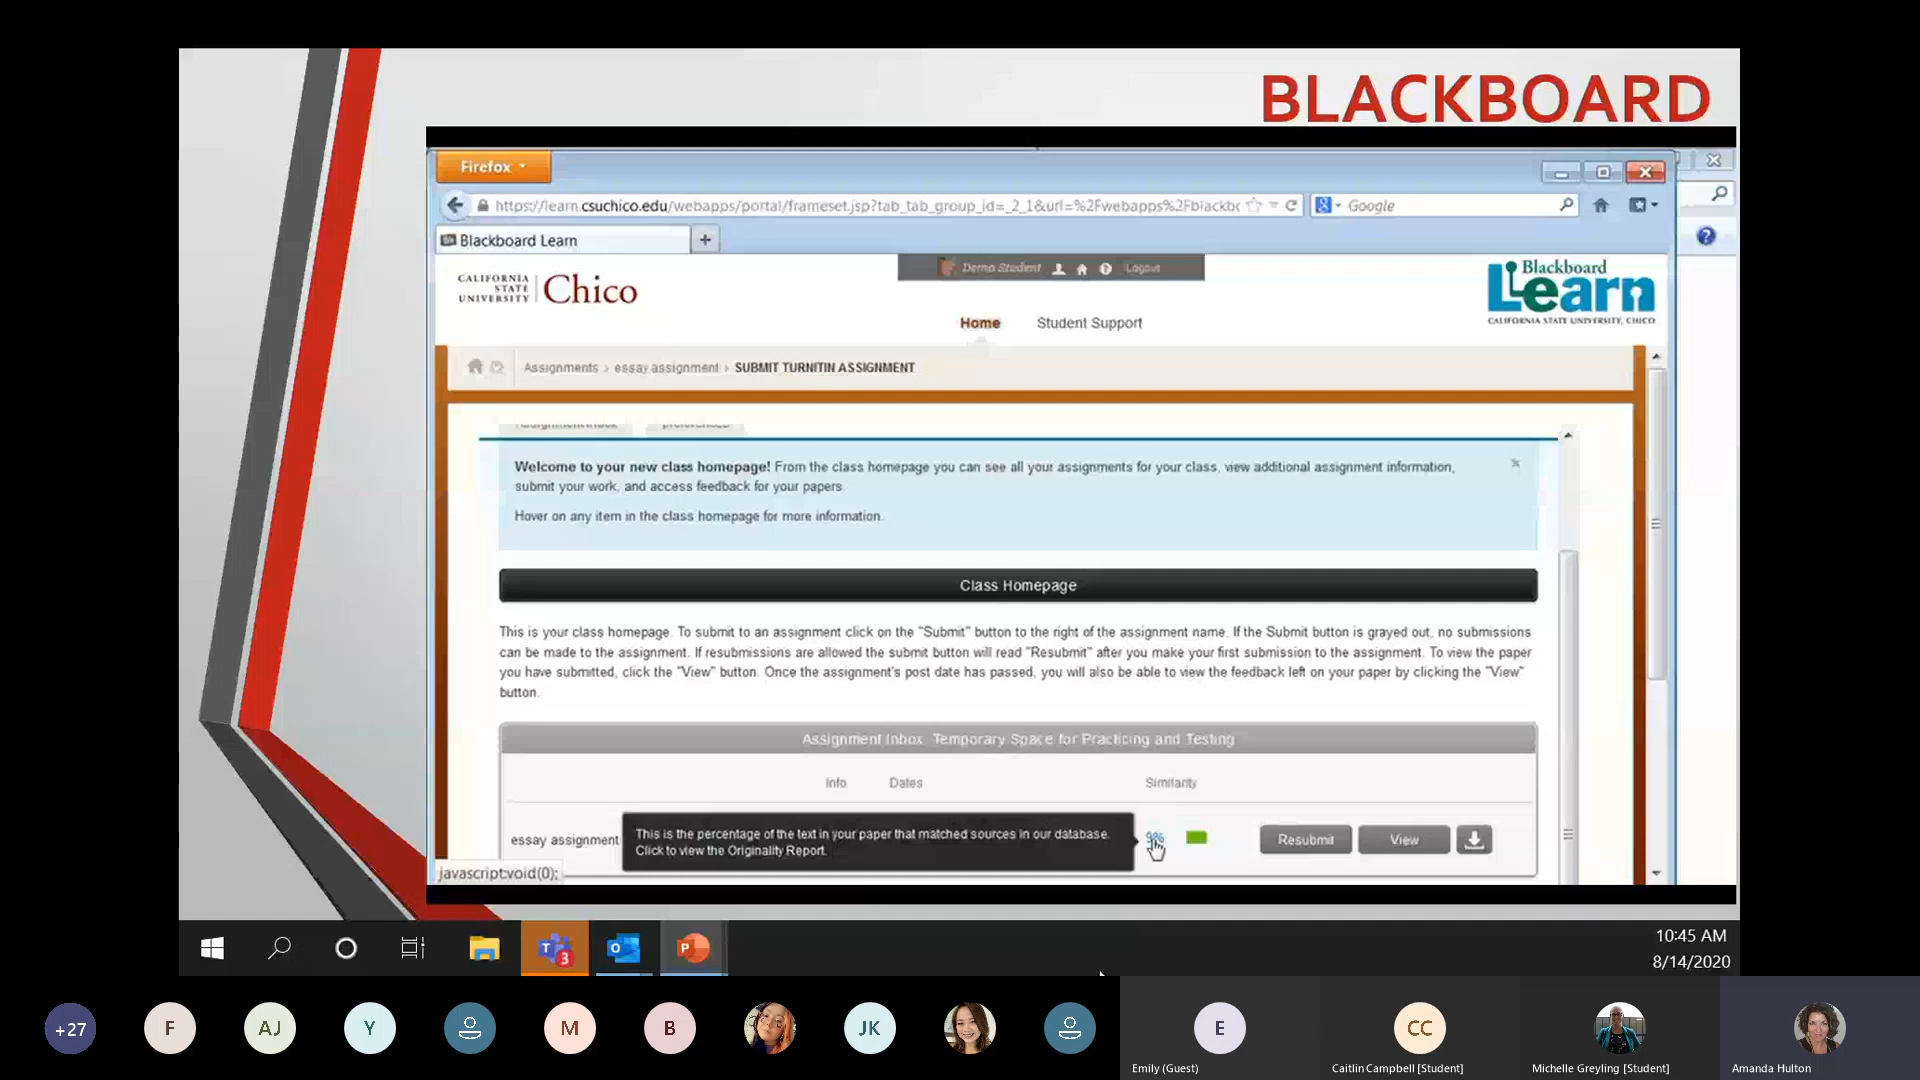 BLACKBOARD
Firefox
https://learn.csuchico.edu/webapps/portal/frameset.jsp?tab_tab_group_id=_2_1&url=%2Fwebapps%2Fblackbc
Google
Blackboard Learn
Demo Student
Logout
CALIFORNIA
STATE
UNIVERSITY
Chico
Blackboard
Learn
CALIFORNIA STATE UNIVERSITY, CHICO
Home
Student Support
Assignments > essay assignment > SUBMIT TURNITIN ASSIGNMENT
Welcome to your new class homepage! From the class homepage you can see all your assignments for your class, view additional assignment information,
submit your work, and access feedback for your papers.
Hover on any item in the class homepage for more information.
Class Homepage
This is your class homepage. To submit to an assignment click on the "Submit" button to the right of the assignment name. If the Submit button is grayed out, no submissions
can be made to the assignment. If resubmissions are allowed the submit button will read "Resubmit" after you make your first submission to the assignment. To view the paper
you have submitted, click the "View" button. Once the assignment's post date has passed, you will also be able to view the feedback left on your paper by clicking the "View"
button.
Assignment Inbox: Temporary Space for Practicing and Testing
Info
Dates
Similarity
essay assignment
This is the percentage of the text in your paper that matched sources in our database.
Click to view the Originality Report.
9%
Resubmit
View
javascript:void(0);
3
10:45 AM
8/14/2020
+27
F
AJ
Y
M
B
JK
E
CC
Emily (Guest)
Caitlin Campbell [Student]
Michelle Greyling [Student]
Amanda Hulton